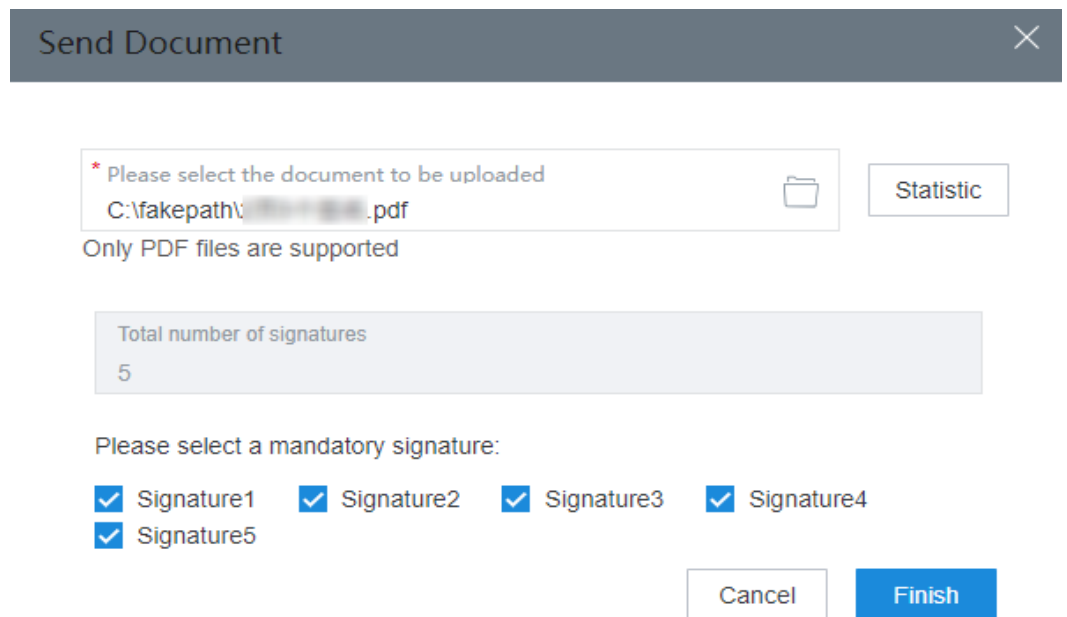 Send Document
* Please select the document to be uploaded
C:\fakepath\ .pdf
Statistic
Only PDF files are supported
Total number of signatures
5
Please select a mandatory signature:
Signature1 Signature2 Signature3 Signature4
Signature5
Cancel Finish